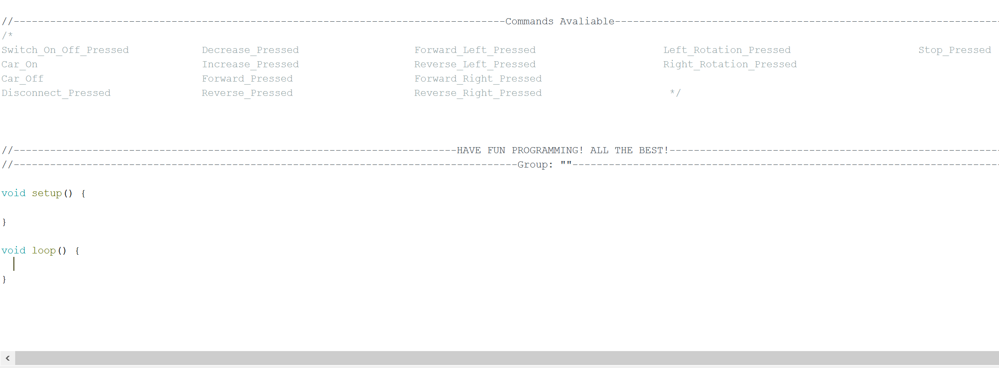 //---------------------------------------------------------------------------------Commands Avaliable----------------------------------------------------------------
/*
Switch_On_Off_Pressed            Decrease_Pressed                   Forward_Left_Pressed                     Left_Rotation_Pressed                     Stop_Pressed
Car_On                           Increase_Pressed                   Reverse_Left_Pressed                     Right_Rotation_Pressed
Car_Off                          Forward_Pressed                    Forward_Right_Pressed
Disconnect_Pressed               Reverse_Pressed                    Reverse_Right_Pressed                     */
//-------------------------------------------------------------------------HAVE FUN PROGRAMMING! ALL THE BEST!-------------------------------------------------------
//-----------------------------------------------------------------------------------Group: ""-----------------------------------------------------------------------
void setup() {
}
void loop() {
}